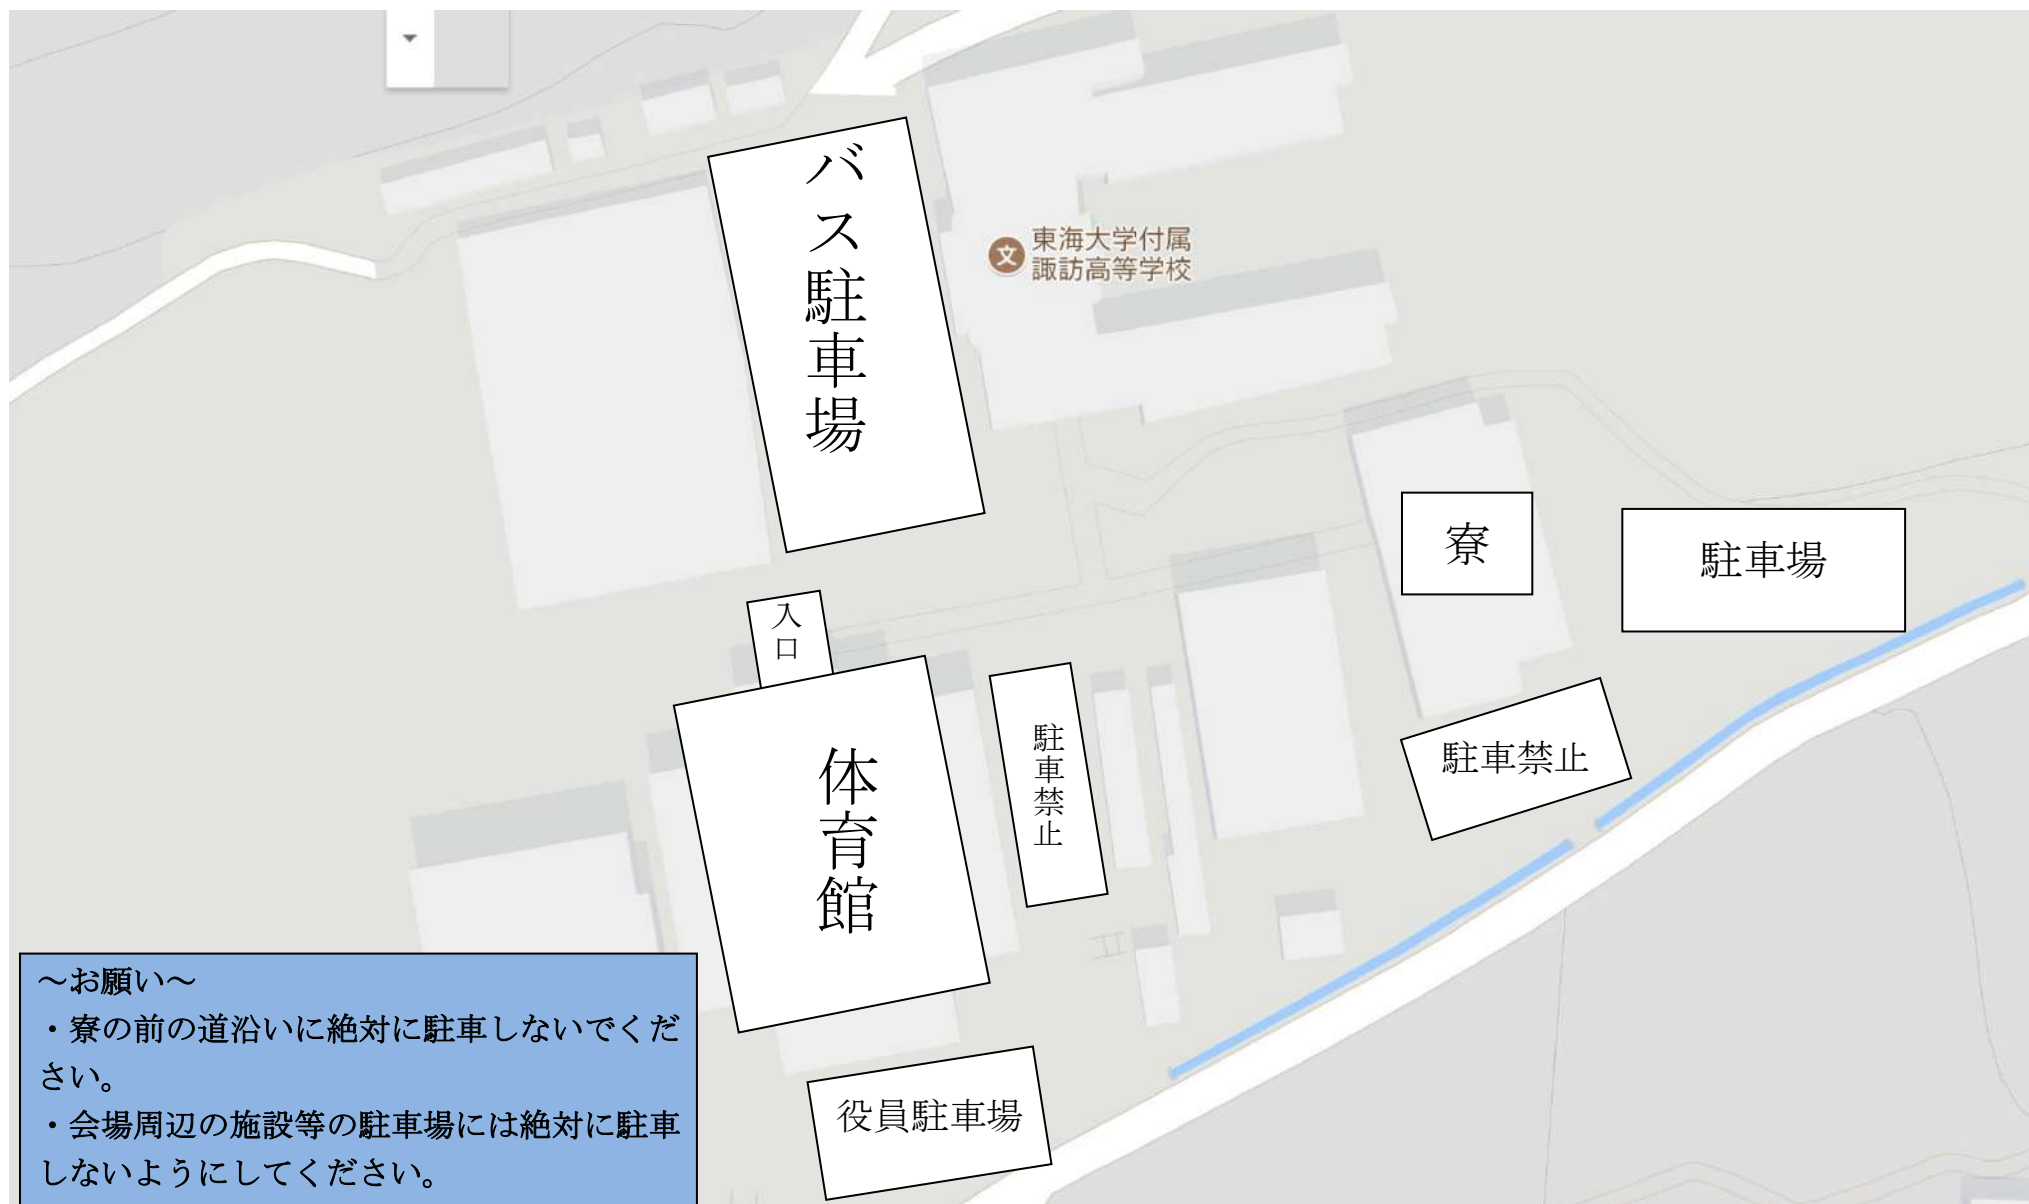 バス駐車場
東海大学付属
諏訪高等学校
寮
駐車場
入口
体育館
駐車禁止
駐車禁止
役員駐車場
～お願い～
・寮の前の道沿いに絶対に駐車しないでくだ
さい。
・会場周辺の施設等の駐車場には絶対に駐車
しないようにしてください。
文